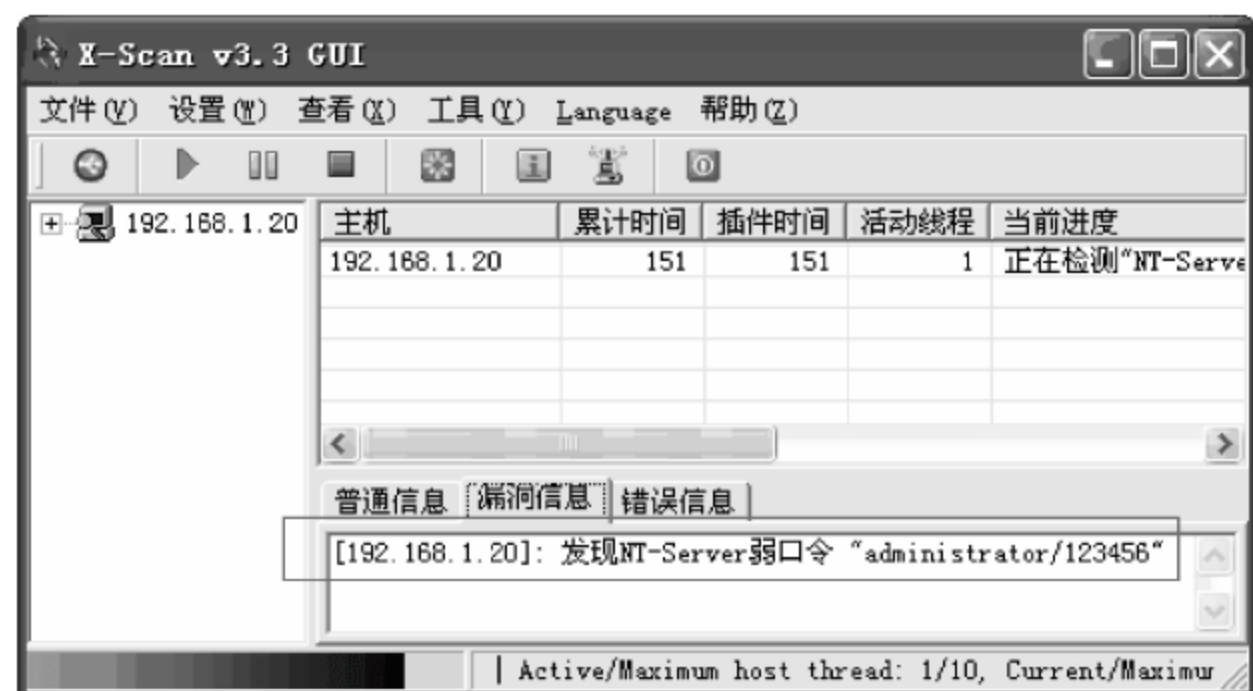 X-Scan v3.3 GUI
文件(V) 设置(W) 查看(X) 工具(Y) Language 帮助(Z)
192.168.1.20
主机 累计时间 插件时间 活动线程 当前进度
192.168.1.20 151 151 1 正在检测"NT-Serve
普通信息 漏洞信息 错误信息
[192.168.1.20]: 发现NT-Server弱口令 "administrator/123456"
Active/Maximum host thread: 1/10, Current/Maximur